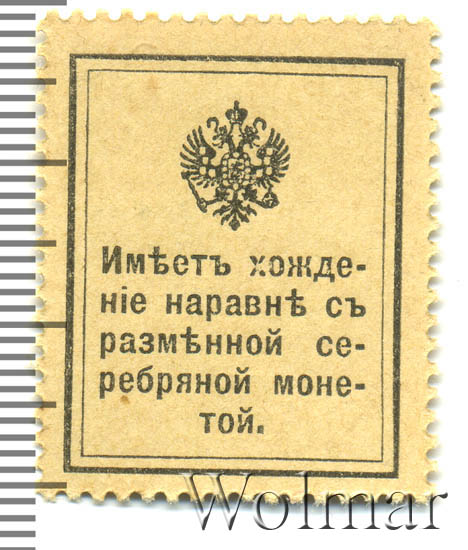 Имѣетъ хожде-
ніе наравнѣ съ
размѣнной се-
ребряной моне-
той.
Wolmar